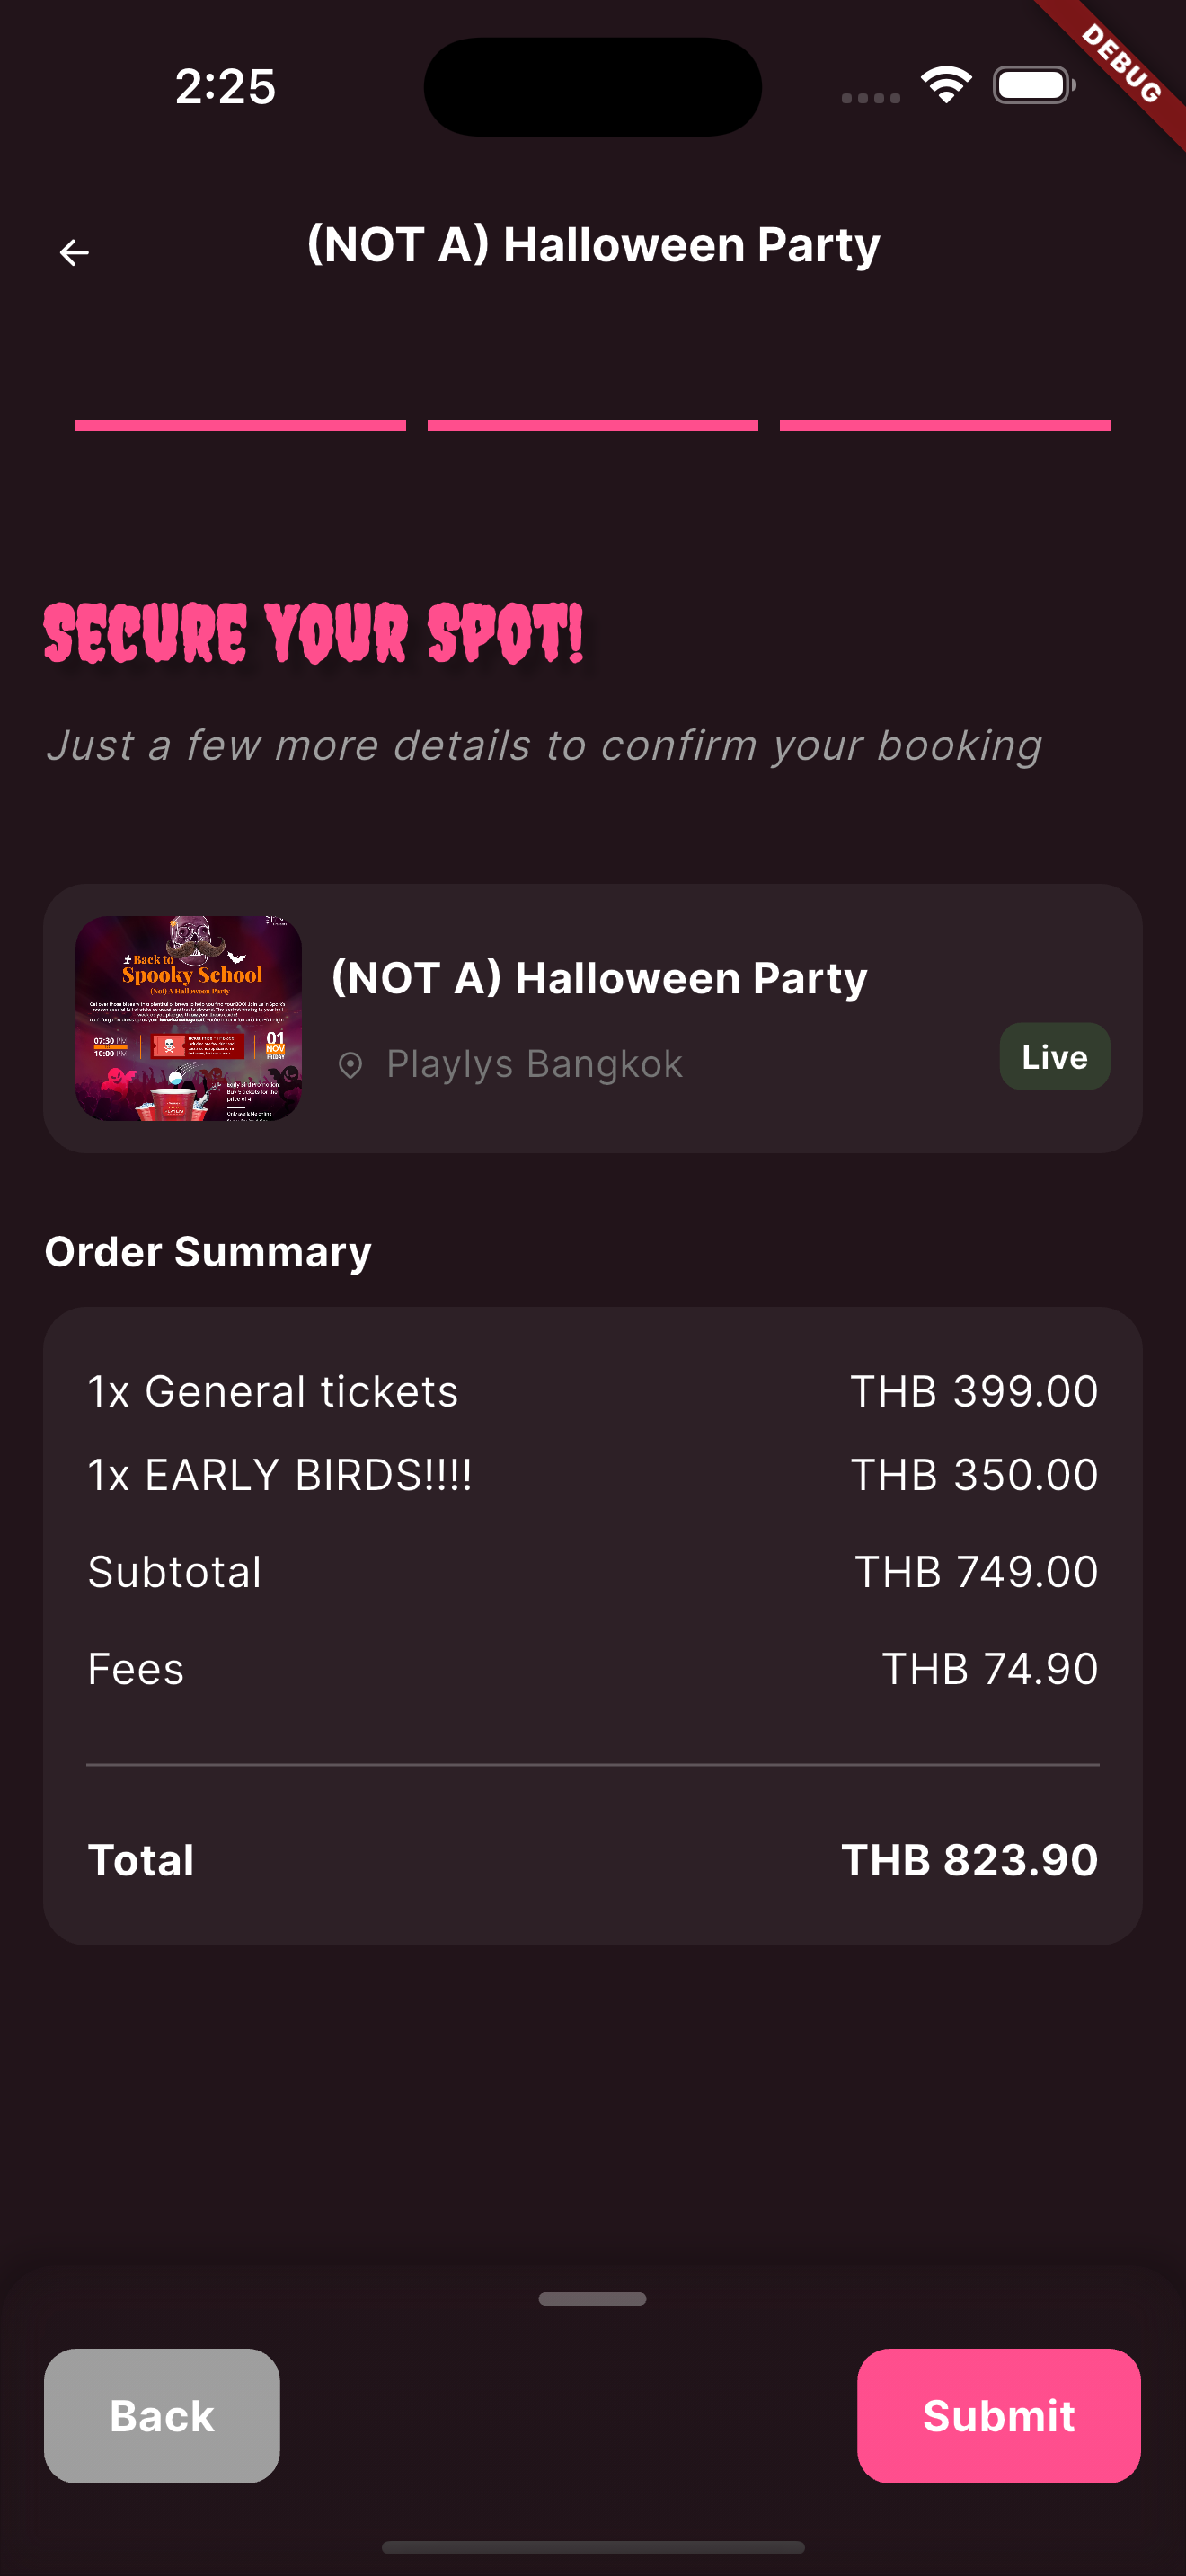 2:25
DEBUG
(NOT A) Halloween Party
SECURE YOUR SPOT!
Just a few more details to confirm your booking
Back to
Spooky School
(Not) A Halloween Party
07:30 PM
10:00 PM
01
NOV
FRIDAY
(NOT A) Halloween Party
Playlys Bangkok
Live
Order Summary
1x General tickets THB 399.00
1x EARLY BIRDS!!!! THB 350.00
Subtotal THB 749.00
Fees THB 74.90
Total THB 823.90
Back Submit